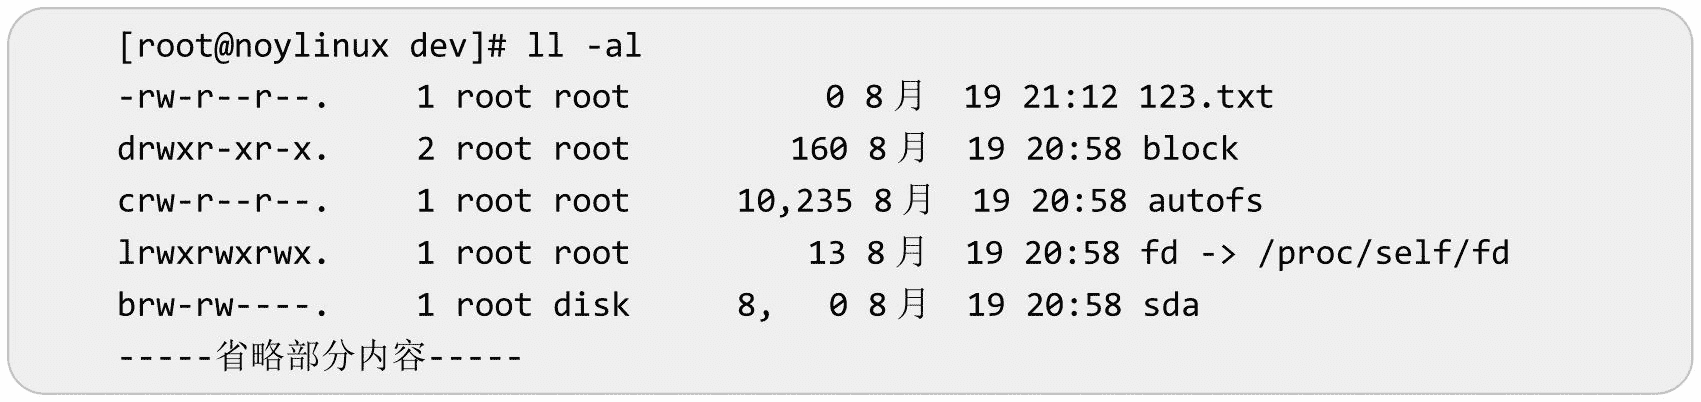 [root@noylinux dev]# ll -al
-rw-r--r--. 1 root root 0 8月 19 21:12 123.txt
drwxr-xr-x. 2 root root 160 8月 19 20:58 block
crw-r--r--. 1 root root 10,235 8月 19 20:58 autofs
lrwxrwxrwx. 1 root root 13 8月 19 20:58 fd -> /proc/self/fd
brw-rw----. 1 root disk 8, 0 8月 19 20:58 sda
-----省略部分内容-----